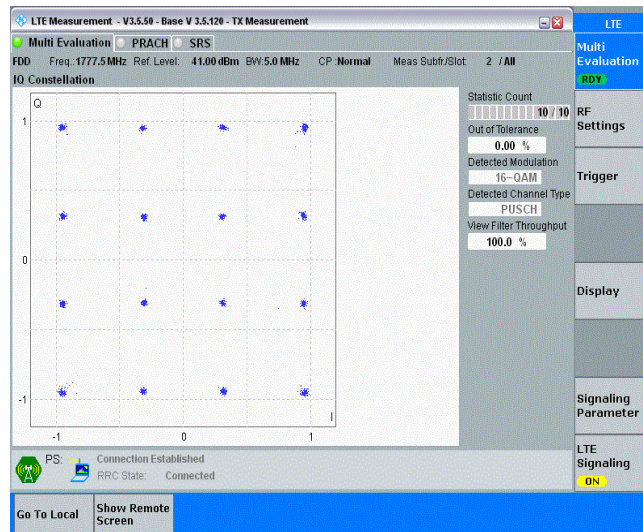 LTE Measurement - V3.5.50 - Base V 3.5.120 - TX Measurement
LTE
Multi Evaluation PRACH SRS
Multi Evaluation
RDY
FDD Freq.:1777.5 MHz Ref. Level: 41.00 dBm BW:5.0 MHz CP :Normal Meas Subfr./Slot: 2 / All
IQ Constellation
Q
1
0
-1
-1 0 1
I
Statistic Count
10 / 10
Out of Tolerance
0.00 %
Detected Modulation
16-QAM
Detected Channel Type
PUSCH
View Filter Throughput
100.0 %
RF
Settings
Trigger
Display
Signaling
Parameter
LTE
Signaling
ON
PS: Connection Established
RRC State: Connected
Go To Local
Show Remote
Screen